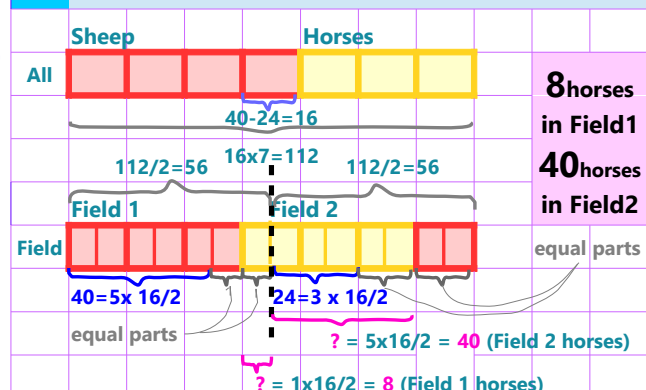 Sheep Horses
All
40-24=16
8horses
in Field1
40horses
in Field2
16x7=112
112/2=56 112/2=56
Field 1 Field 2
Field
equal parts
40=5x 16/2 24=3 x 16/2
equal parts
? = 5x16/2 = 40 (Field 2 horses)
? = 1x16/2 = 8 (Field 1 horses)